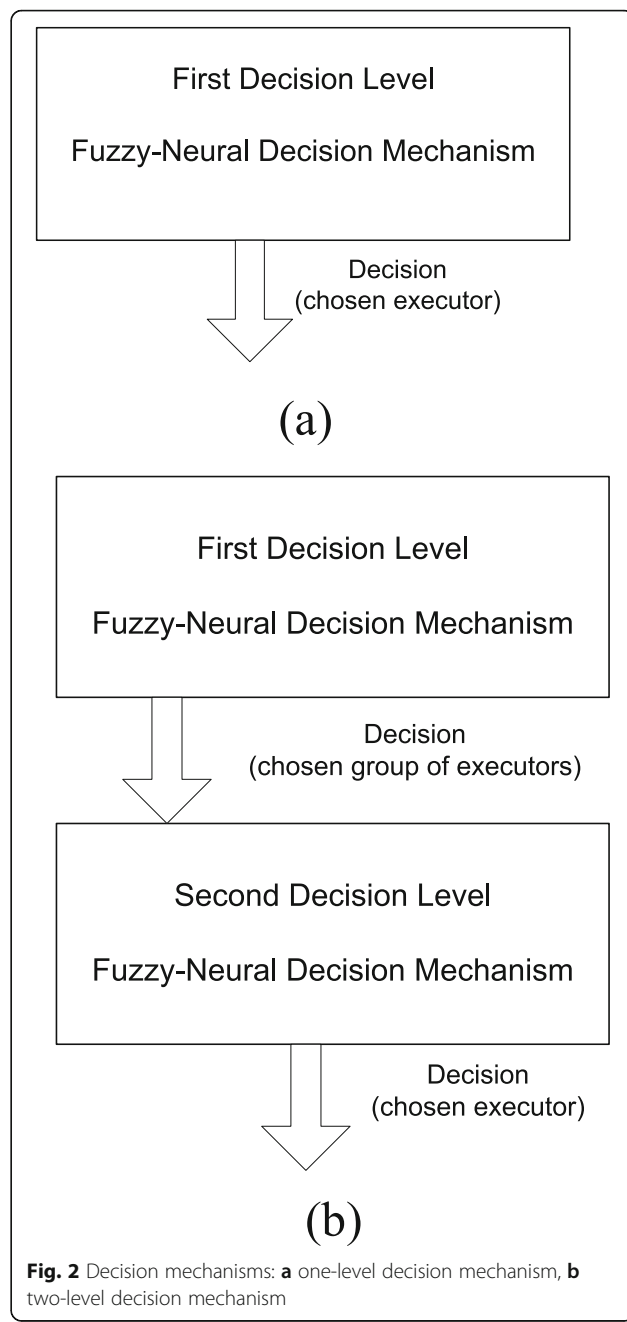 First Decision Level
Fuzzy-Neural Decision Mechanism
Decision
(chosen executor)
(a)
First Decision Level
Fuzzy-Neural Decision Mechanism
Decision
(chosen group of executors)
Second Decision Level
Fuzzy-Neural Decision Mechanism
Decision
(chosen executor)
(b)
Fig. 2 Decision mechanisms: a one-level decision mechanism, b
two-level decision mechanism